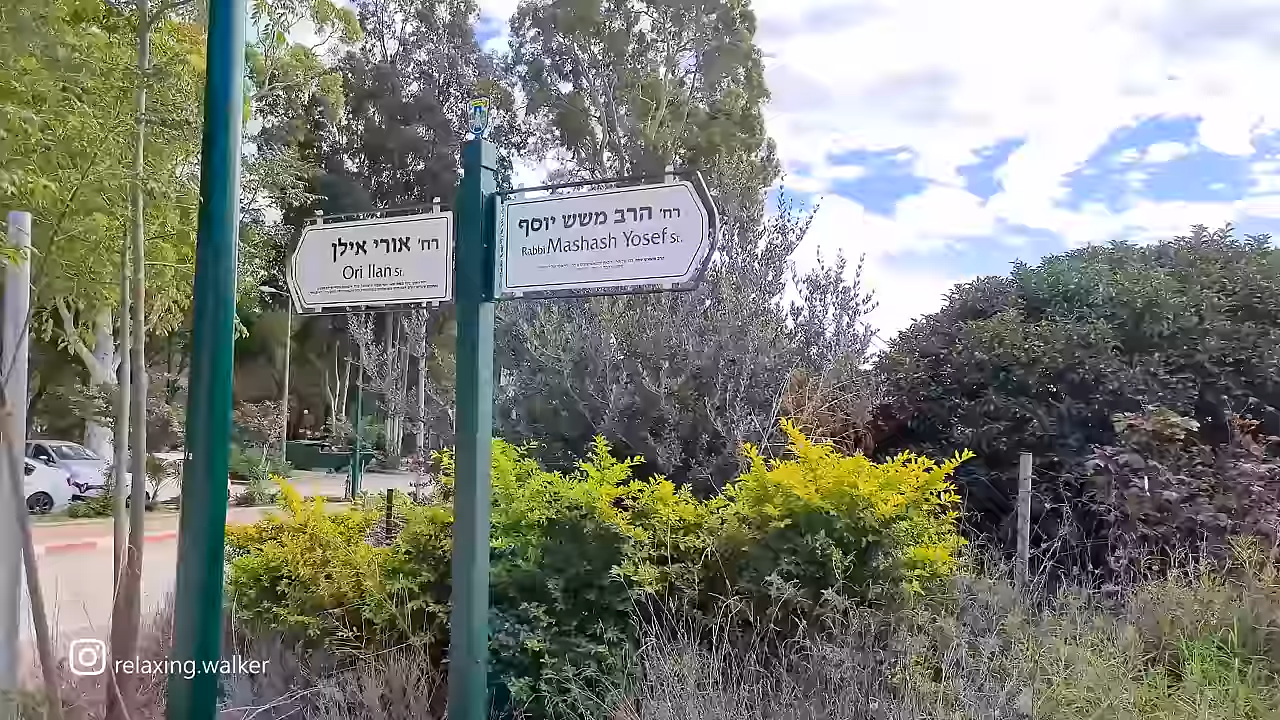 רח' אורי אילן
Ori Ilan St.
רח' הרב משש יוסף
Rabbi Mashash Yosef St.
relaxing.walker